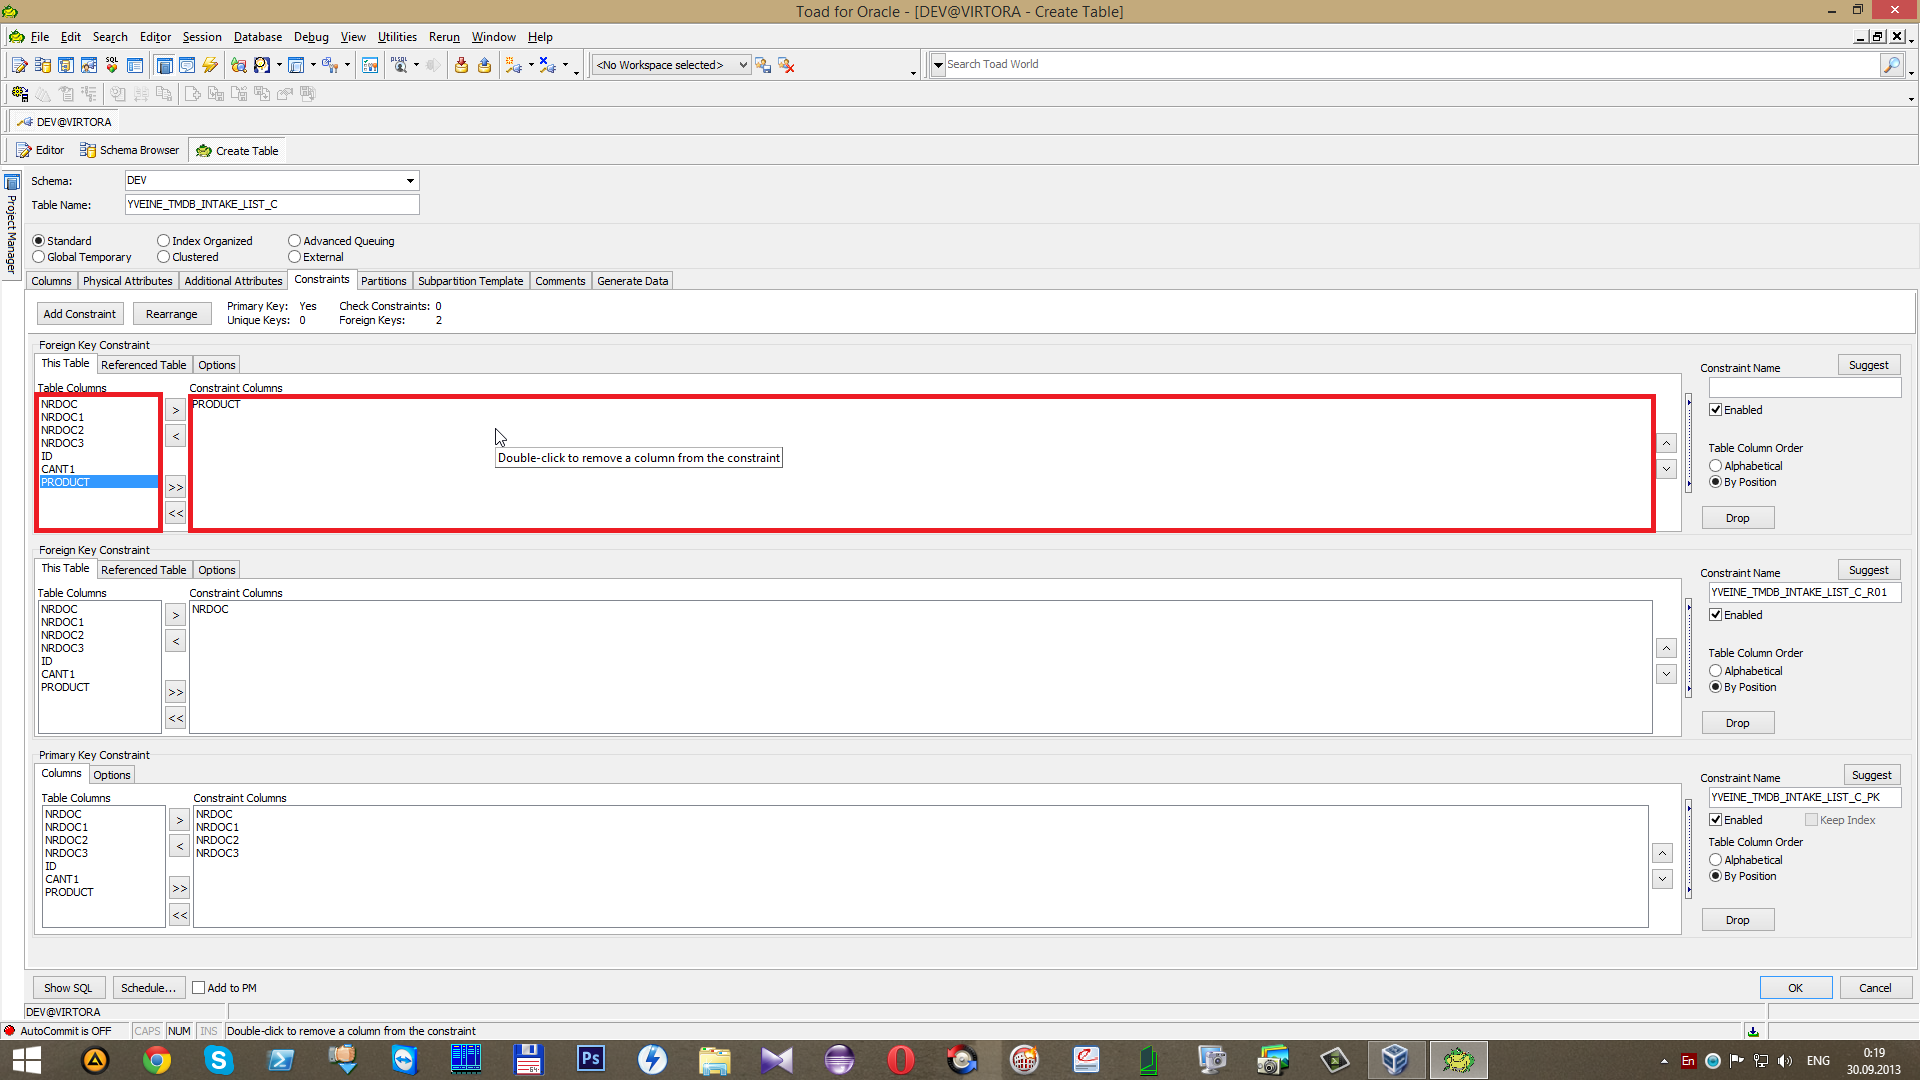 Toad for Oracle - [DEV@VIRTORA - Create Table]
File Edit Search Editor Session Database Debug View Utilities Rerun Window Help
<No Workspace selected>
Search Toad World
DEV@VIRTORA
Editor Schema Browser Create Table
Project Manager
Schema: DEV
Table Name: YVEINE_TMDB_INTAKE_LIST_C
Standard Index Organized Advanced Queuing
Global Temporary Clustered External
Columns Physical Attributes Additional Attributes Constraints Partitions Subpartition Template Comments Generate Data
Add Constraint Rearrange
Primary Key: Yes Check Constraints: 0
Unique Keys: 0 Foreign Keys: 2
Foreign Key Constraint
This Table Referenced Table Options
Table Columns
NRDOC
NRDOC1
NRDOC2
NRDOC3
ID
CANT1
PRODUCT
>
<
>>
<<
Constraint Columns
PRODUCT
Double-click to remove a column from the constraint
Constraint Name Suggest
Enabled
Table Column Order
Alphabetical
By Position
Drop
Foreign Key Constraint
This Table Referenced Table Options
Table Columns
NRDOC
NRDOC1
NRDOC2
NRDOC3
ID
CANT1
PRODUCT
>
<
>>
<<
Constraint Columns
NRDOC
Constraint Name Suggest
YVEINE_TMDB_INTAKE_LIST_C_R01
Enabled
Table Column Order
Alphabetical
By Position
Drop
Primary Key Constraint
Columns Options
Table Columns
NRDOC
NRDOC1
NRDOC2
NRDOC3
ID
CANT1
PRODUCT
>
<
>>
<<
Constraint Columns
NRDOC
NRDOC1
NRDOC2
NRDOC3
Constraint Name Suggest
YVEINE_TMDB_INTAKE_LIST_C_PK
Enabled Keep Index
Table Column Order
Alphabetical
By Position
Drop
Show SQL Schedule... Add to PM OK Cancel
DEV@VIRTORA
AutoCommit is OFF CAPS NUM INS Double-click to remove a column from the constraint
Ps
En ENG 0:19
30.09.2013